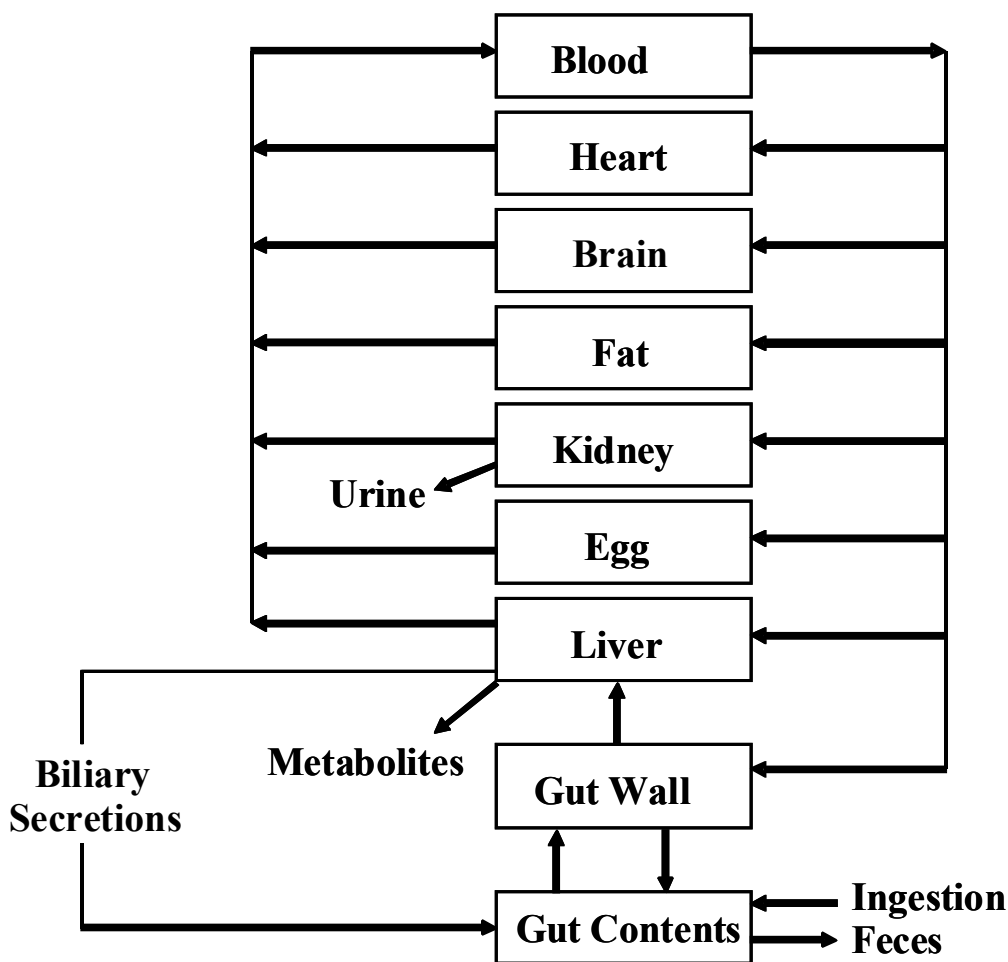 Blood
Heart
Brain
Fat
Kidney
Urine
Egg
Liver
Metabolites
Biliary
Secretions
Gut Wall
Gut Contents
Ingestion
Feces